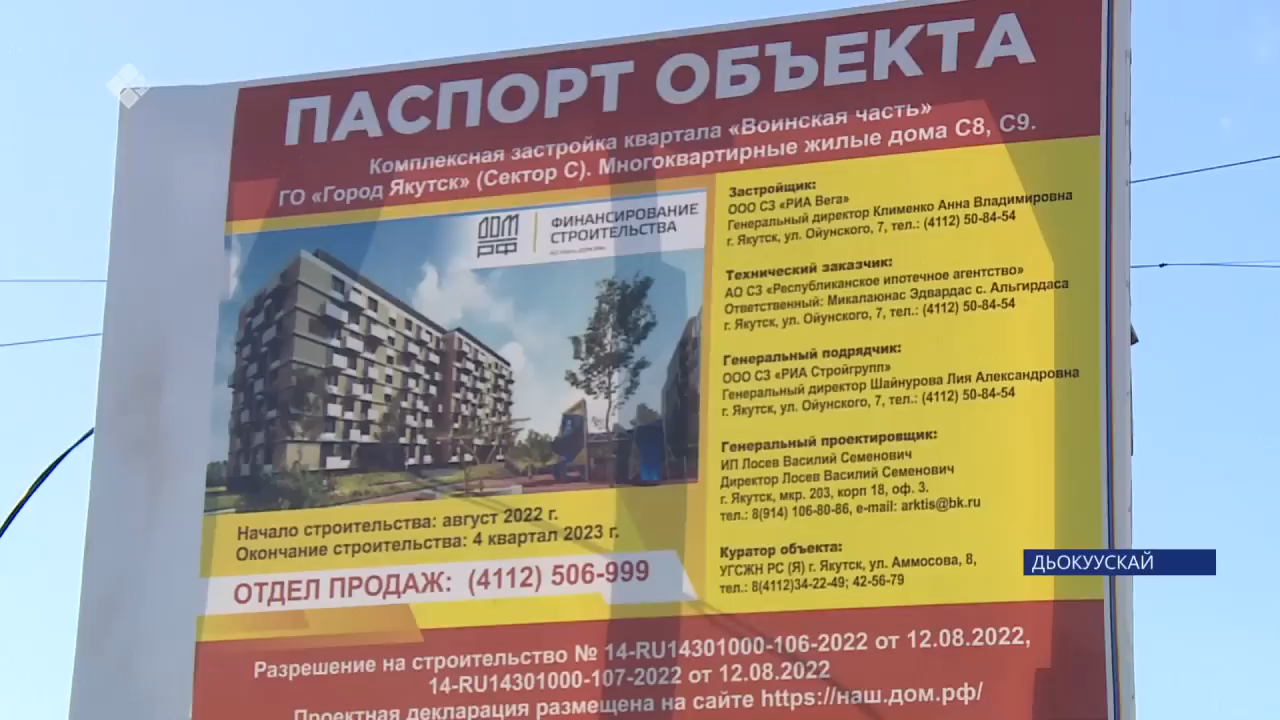 ПАСПОРТ ОБЪЕКТА
Комплексная застройка квартала «Воинская часть»
ГО «Город Якутск» (Сектор С). Многоквартирные жилые дома С8, С9.
ДОМ
РФ
ФИНАНСИРОВАНИЕ
СТРОИТЕЛЬСТВА
Начало строительства: август 2022 г.
Окончание строительства: 4 квартал 2023 г.
ОТДЕЛ ПРОДАЖ: (4112) 506-999
Застройщик:
ООО СЗ «РИА Вега»
Генеральный директор Клименко Анна Владимировна
г. Якутск, ул. Ойунского, 7, тел.: (4112) 50-84-54
Технический заказчик:
АО СЗ «Республиканское ипотечное агентство»
Ответственный: Микалаюнас Эдвардас с. Альгирдаса
г. Якутск, ул. Ойунского, 7, тел.: (4112) 50-84-54
Генеральный подрядчик:
ООО СЗ «РИА Стройгрупп»
Генеральный директор Шайнурова Лия Александровна
г. Якутск, ул. Ойунского, 7, тел.: (4112) 50-84-54
Генеральный проектировщик:
ИП Лосев Василий Семенович
Директор Лосев Василий Семенович
г. Якутск, мкр. 203, корп 18, оф. 3.
тел.: 8(914) 106-80-86, e-mail: arktis@bk.ru
Куратор объекта:
УГСЖН РС (Я) г. Якутск, ул. Аммосова, 8,
тел.: 8(4112)34-22-49; 42-56-79
ДЬОКУУСКАЙ
Разрешение на строительство № 14-RU14301000-106-2022 от 12.08.2022,
14-RU14301000-107-2022 от 12.08.2022
Проектная декларация размещена на сайте https://наш.дом.рф/